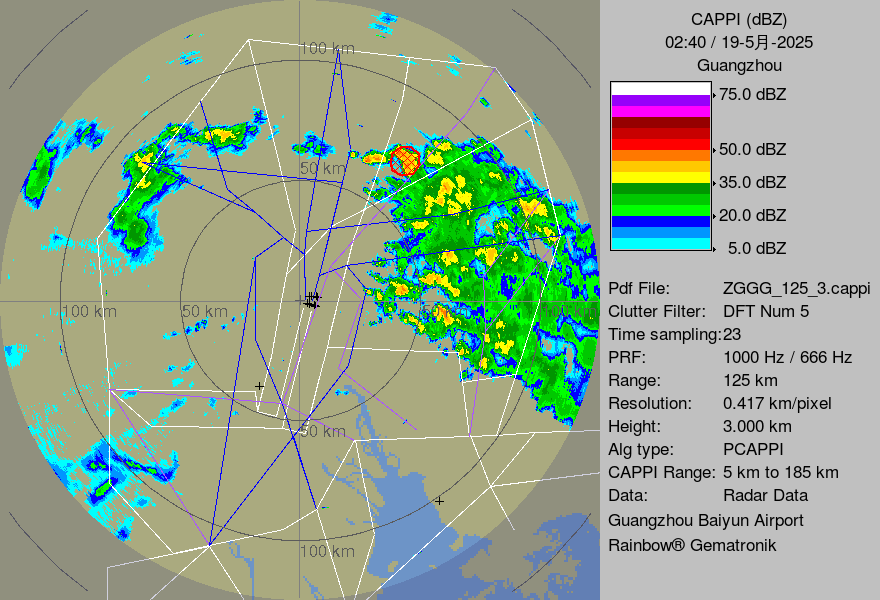 100 km
50 km
100 km
50 km
50 km
100 km
CAPPI (dBZ)
02:40 / 19-5月-2025
Guangzhou
75.0 dBZ
50.0 dBZ
35.0 dBZ
20.0 dBZ
5.0 dBZ
Pdf File: ZGGG_125_3.cappi
Clutter Filter: DFT Num 5
Time sampling:23
PRF: 1000 Hz / 666 Hz
Range: 125 km
Resolution: 0.417 km/pixel
Height: 3.000 km
Alg type: PCAPPI
CAPPI Range: 5 km to 185 km
Data: Radar Data
Guangzhou Baiyun Airport
Rainbow® Gematronik